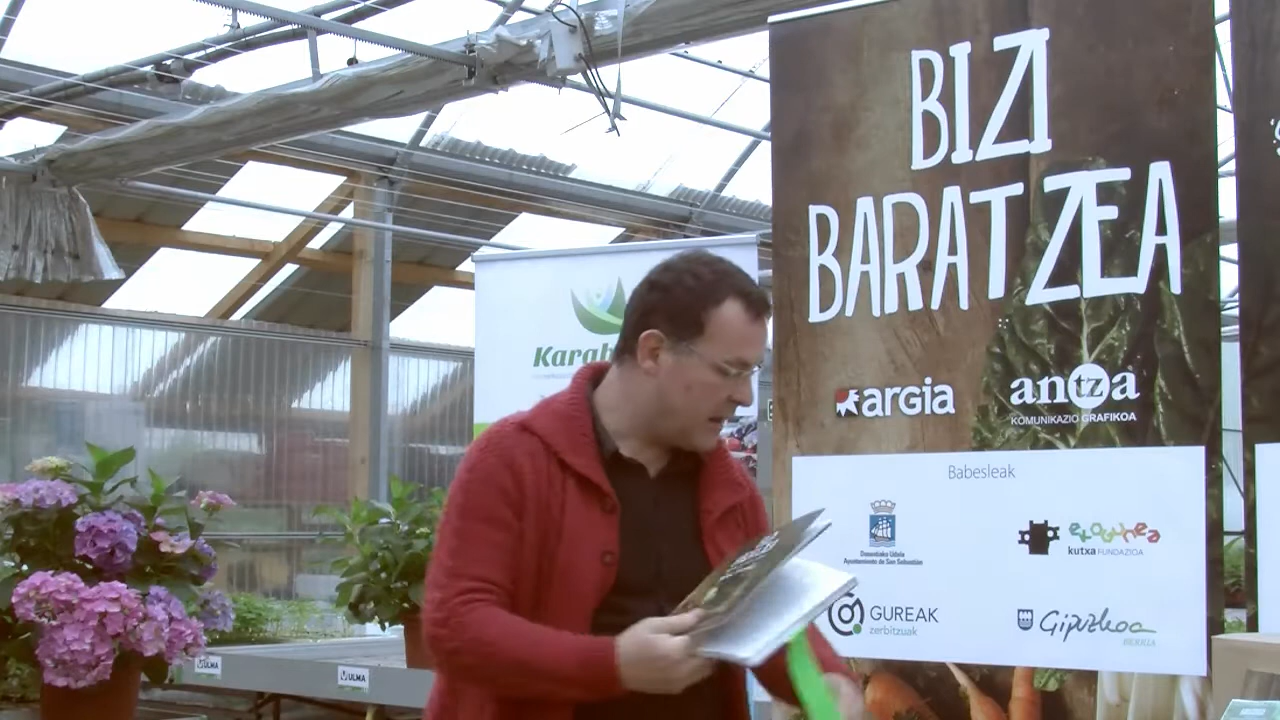 BIZI
BARATZEA
argia
antza
KOMUNIKAZIO GRAFIKOA
Babesleak
Donostiako Udala
Ayuntamiento de San Sebastián
ekogunea
kutxa FUNDAZIOA
GUREAK
zerbitzuak
Gipuzkoa
ULMA
ULMA